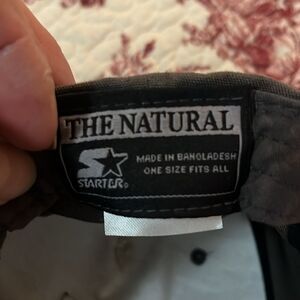 THE NATURAL
MADE IN BANGLADESH
ONE SIZE FITS ALL
STARTER®